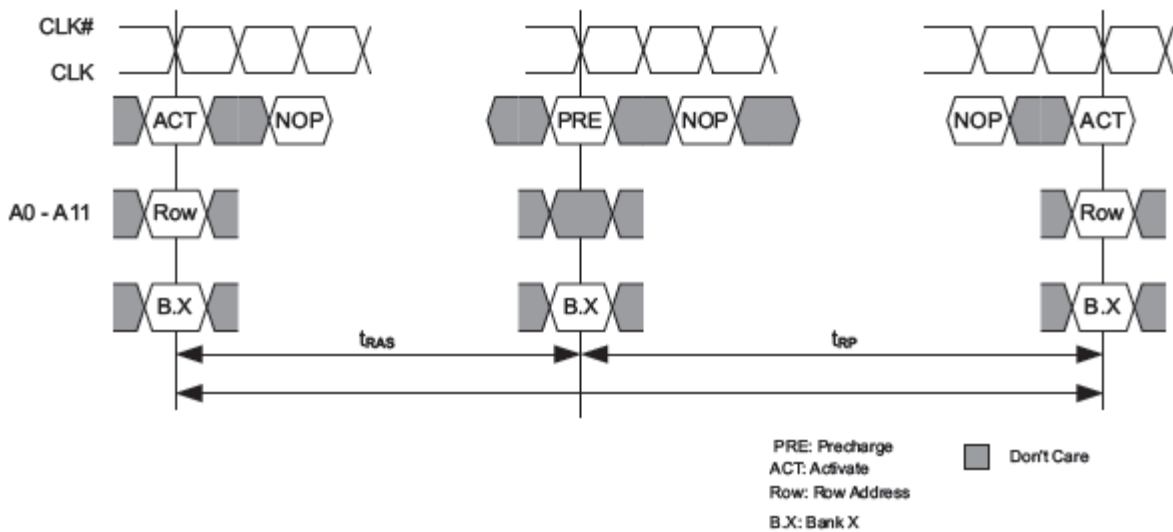 CLK#
CLK
ACT NOP PRE NOP NOP ACT
A0 - A11 Row Row
B.X B.X B.X
tRAS tRP
PRE: Precharge
ACT: Activate
Row: Row Address
B.X: Bank X
Don't Care